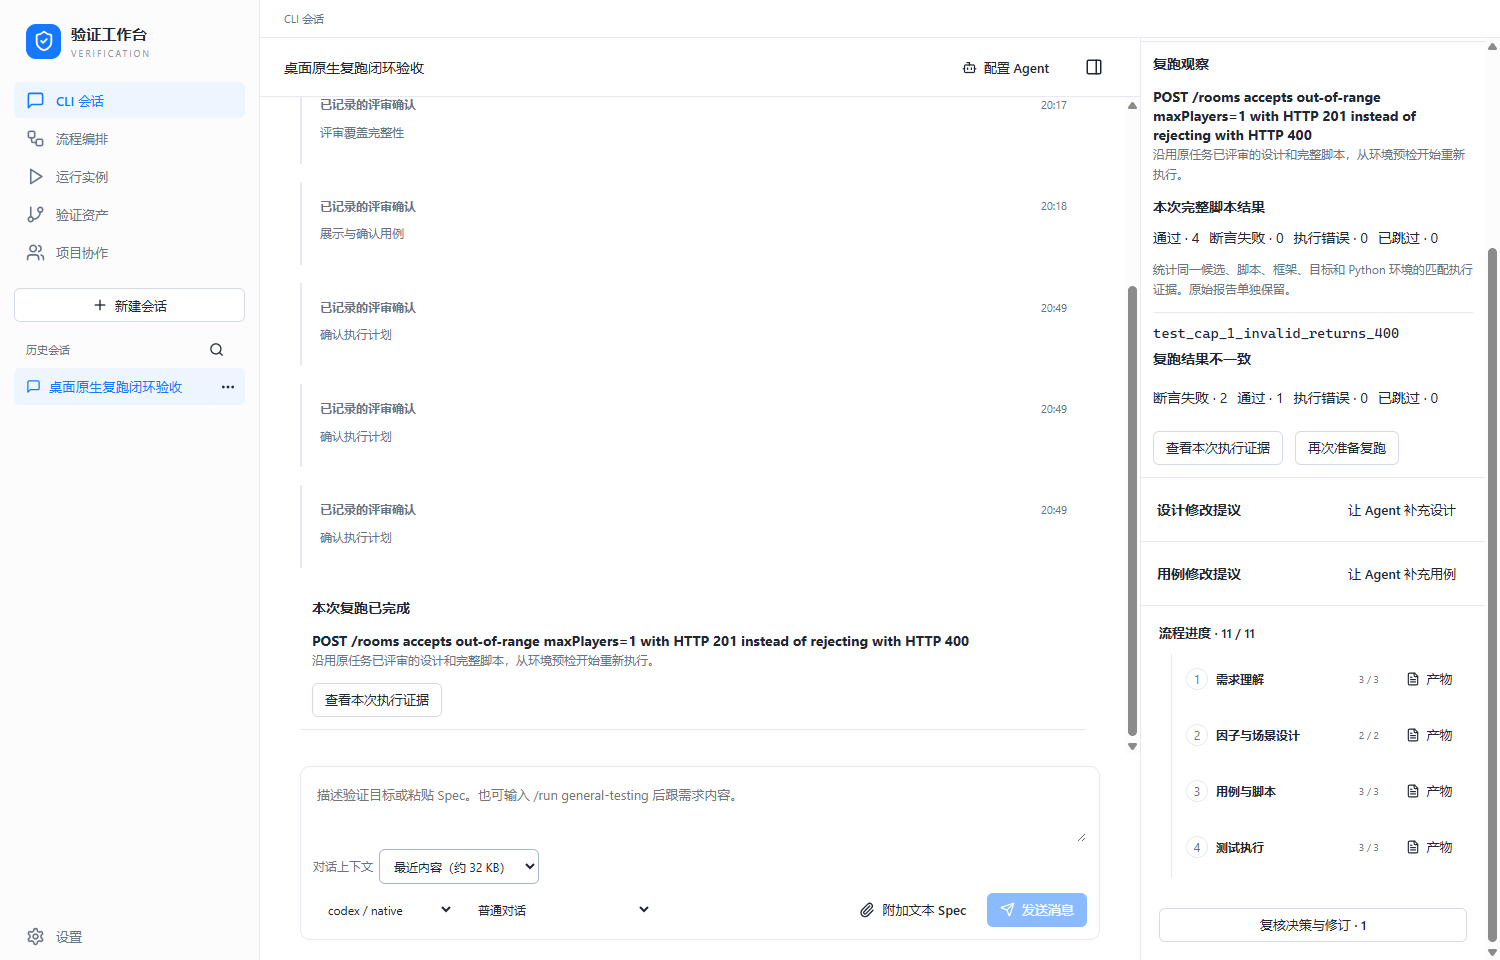 验证工作台
VERIFICATION
CLI 会话
流程编排
运行实例
验证资产
项目协作
新建会话
历史会话
桌面原生复跑闭环验收
设置
CLI 会话
桌面原生复跑闭环验收
配置 Agent
已记录的评审确认 20:17
评审覆盖完整性
已记录的评审确认 20:18
展示与确认用例
已记录的评审确认 20:49
确认执行计划
已记录的评审确认 20:49
确认执行计划
已记录的评审确认 20:49
确认执行计划
本次复跑已完成
POST /rooms accepts out-of-range maxPlayers=1 with HTTP 201 instead of rejecting with HTTP 400
沿用原任务已评审的设计和完整脚本，从环境预检开始重新执行。
查看本次执行证据
描述验证目标或粘贴 Spec。也可输入 /run general-testing 后跟需求内容。
对话上下文 最近内容（约 32 KB）
codex / native 普通对话 附加文本 Spec 发送消息
复跑观察
POST /rooms accepts out-of-range
maxPlayers=1 with HTTP 201 instead of
rejecting with HTTP 400
沿用原任务已评审的设计和完整脚本，从环境预检开始重新
执行。
本次完整脚本结果
通过 · 4 断言失败 · 0 执行错误 · 0 已跳过 · 0
统计同一候选、脚本、框架、目标和 Python 环境的匹配执行
证据。原始报告单独保留。
test_cap_1_invalid_returns_400
复跑结果不一致
断言失败 · 2 通过 · 1 执行错误 · 0 已跳过 · 0
查看本次执行证据 再次准备复跑
设计修改提议 让 Agent 补充设计
用例修改提议 让 Agent 补充用例
流程进度 · 11 / 11
1 需求理解 3 / 3 产物
2 因子与场景设计 2 / 2 产物
3 用例与脚本 3 / 3 产物
4 测试执行 3 / 3 产物
复核决策与修订 · 1